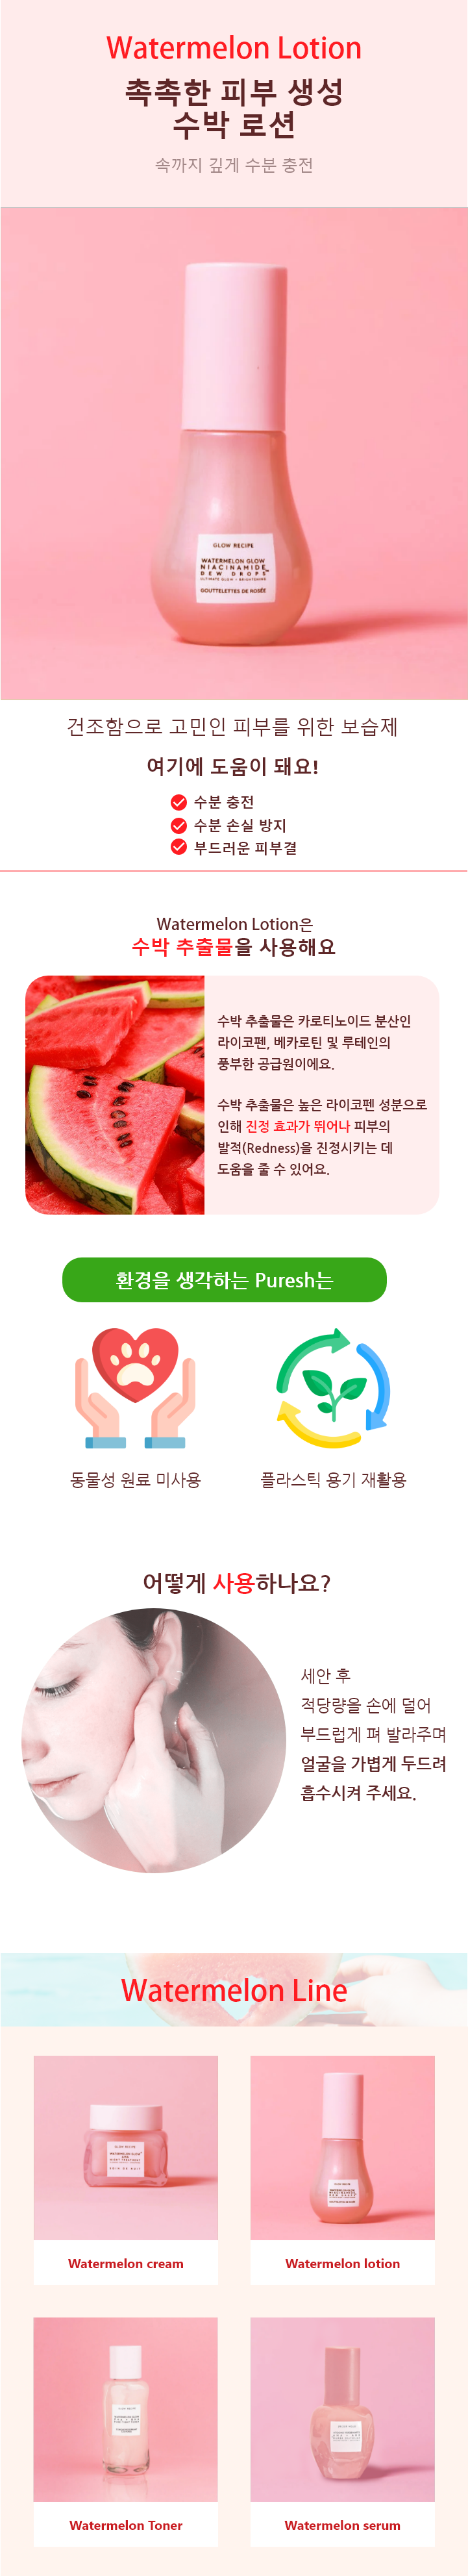 Watermelon Lotion
촉촉한 피부 생성
수박 로션
속까지 깊게 수분 충전
GLOW RECIPE
WATERMELON GLOW
NIACINAMIDE
DEW DROPS™
ULTIMATE GLOW + BRIGHTENING
GOUTTELETTES DE ROSÉE
건조함으로 고민인 피부를 위한 보습제
여기에 도움이 돼요!
수분 충전
수분 손실 방지
부드러운 피부결
Watermelon Lotion은
수박 추출물을 사용해요
수박 추출물은 카로티노이드 분산인
라이코펜, 베카로틴 및 루테인의
풍부한 공급원이에요.
수박 추출물은 높은 라이코펜 성분으로
인해 진정 효과가 뛰어나 피부의
발적(Redness)을 진정시키는 데
도움을 줄 수 있어요.
환경을 생각하는 Puresh는
동물성 원료 미사용
플라스틱 용기 재활용
어떻게 사용하나요?
세안 후
적당량을 손에 덜어
부드럽게 펴 발라주며
얼굴을 가볍게 두드려
흡수시켜 주세요.
Watermelon Line
GLOW RECIPE
WATERMELON GLOW
Watermelon cream
Watermelon lotion
Watermelon Toner
Watermelon serum